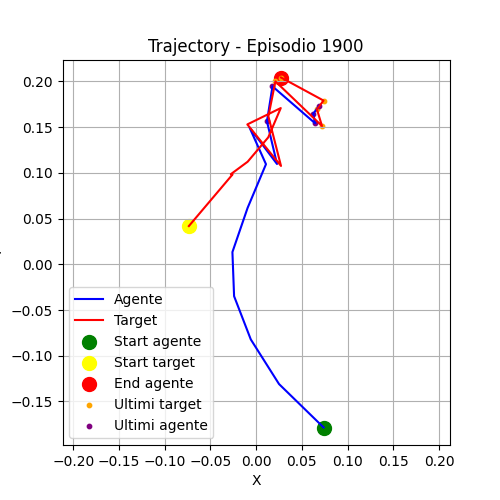 Trajectory - Episodio 1900
0.20
0.15
0.10
0.05
0.00
−0.05
−0.10
−0.15
Agente
Target
Start agente
Start target
End agente
Ultimi target
Ultimi agente
−0.20 −0.15 −0.10 −0.05 0.00 0.05 0.10 0.15 0.20
X